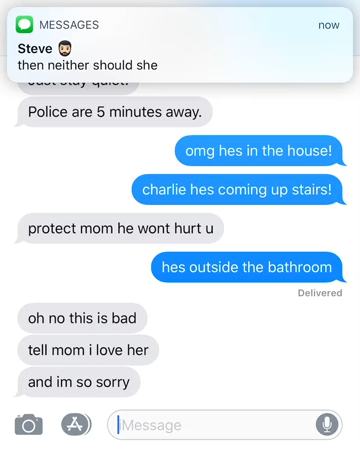 MESSAGES
now
Steve
then neither should she
Just stay quiet!
Police are 5 minutes away.
omg hes in the house!
charlie hes coming up stairs!
protect mom he wont hurt u
hes outside the bathroom
Delivered
oh no this is bad
tell mom i love her
and im so sorry
iMessage